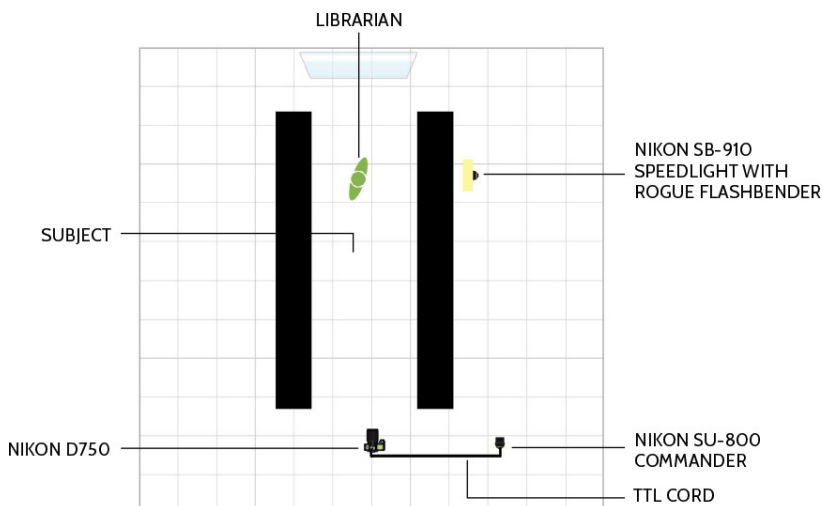 LIBRARIAN
NIKON SB-910
SPEEDLIGHT WITH
ROGUE FLASHBENDER
SUBJECT
NIKON D750
NIKON SU-800
COMMANDER
TTL CORD